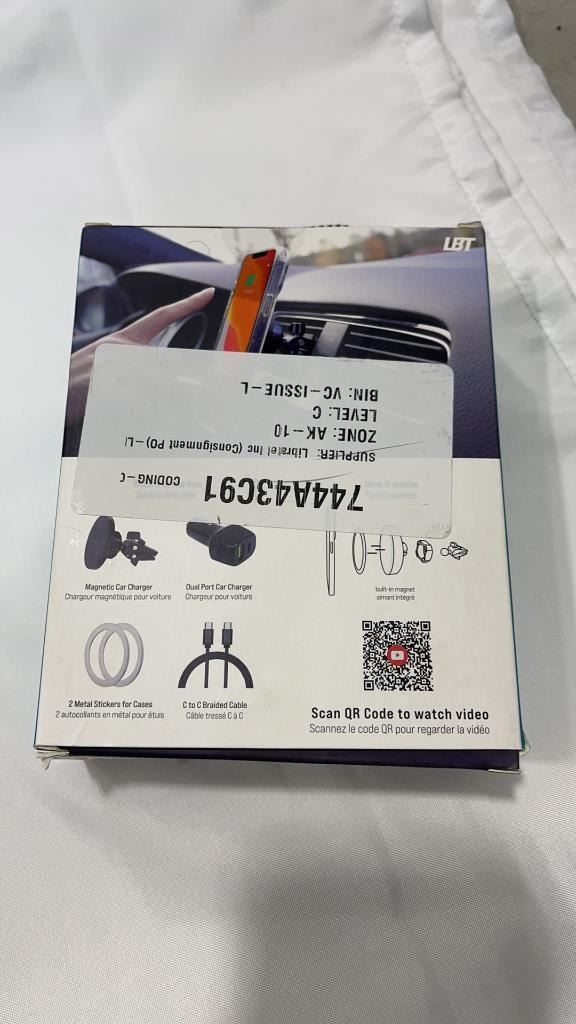 LBT
744A43C91
CODING-C
SUPPLIER: Libratel Inc (Consignment PO)-L
ZONE: AK-10
LEVEL: C
BIN: VC-ISSUE-L
Magnetic Car Charger
Chargeur magnétique pour voiture
Dual Port Car Charger
Chargeur pour voiture
built-in magnet
aimant intégré
2 Metal Stickers for Cases
2 autocollants en métal pour étuis
C to C Braided Cable
Câble tressé C à C
Scan QR Code to watch video
Scannez le code QR pour regarder la vidéo